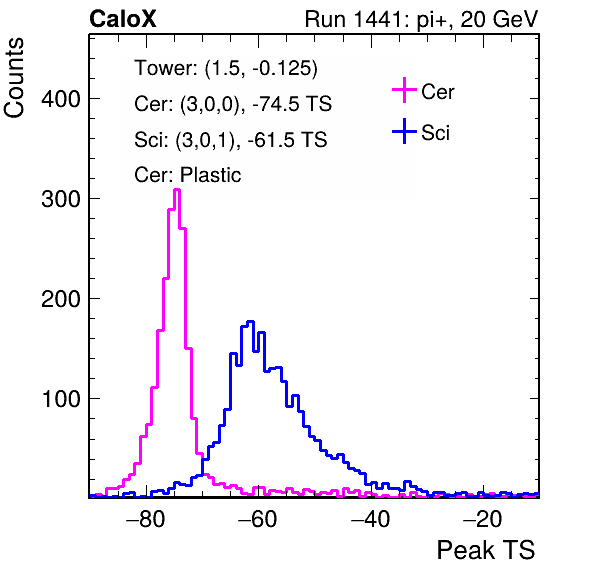 CaloX Run 1441: pi+, 20 GeV
Counts
Tower: (1.5, -0.125)
Cer: (3,0,0), -74.5 TS
Sci: (3,0,1), -61.5 TS
Cer: Plastic
Cer
Sci
400
300
200
100
−80 −60 −40 −20
Peak TS